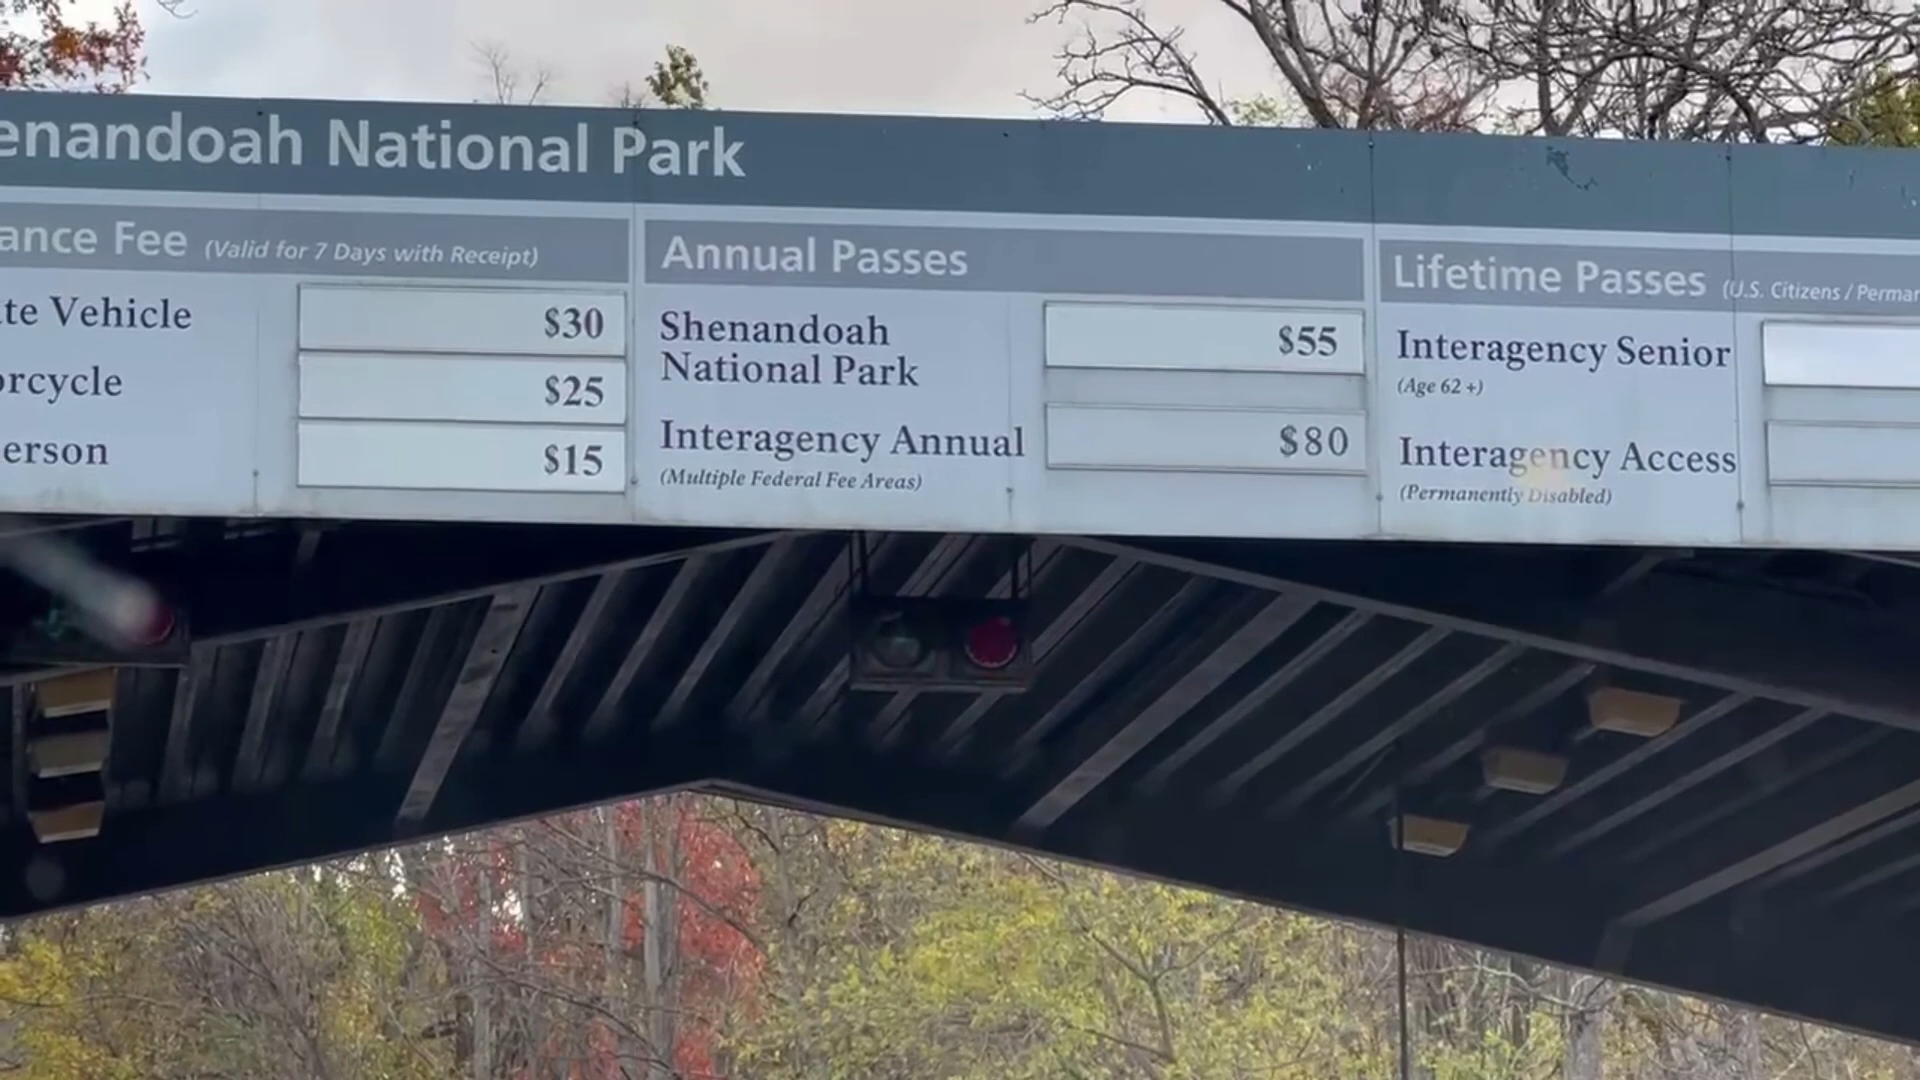 enandoah National Park
ance Fee (Valid for 7 Days with Receipt)
te Vehicle $30
orcycle $25
erson $15
Annual Passes
Shenandoah
National Park
$55
Interagency Annual $80
(Multiple Federal Fee Areas)
Lifetime Passes (U.S. Citizens / Perman
Interagency Senior
(Age 62 +)
Interagency Access
(Permanently Disabled)